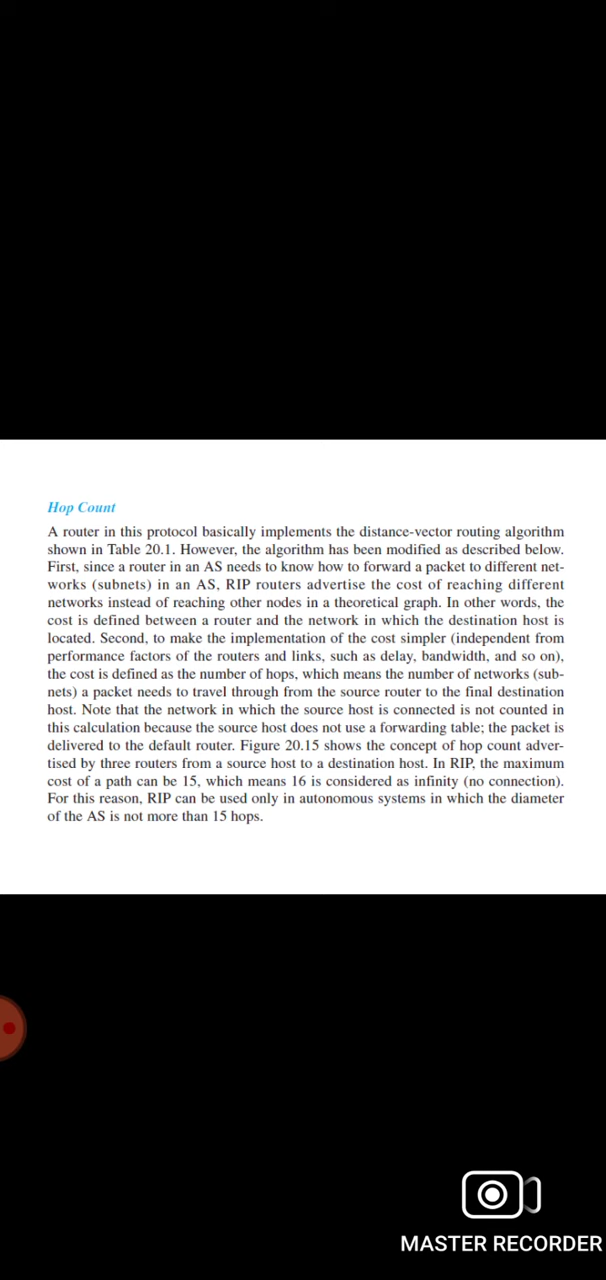 Hop Count
A router in this protocol basically implements the distance-vector routing algorithm
shown in Table 20.1. However, the algorithm has been modified as described below.
First, since a router in an AS needs to know how to forward a packet to different net-
works (subnets) in an AS, RIP routers advertise the cost of reaching different
networks instead of reaching other nodes in a theoretical graph. In other words, the
cost is defined between a router and the network in which the destination host is
located. Second, to make the implementation of the cost simpler (independent from
performance factors of the routers and links, such as delay, bandwidth, and so on),
the cost is defined as the number of hops, which means the number of networks (sub-
nets) a packet needs to travel through from the source router to the final destination
host. Note that the network in which the source host is connected is not counted in
this calculation because the source host does not use a forwarding table; the packet is
delivered to the default router. Figure 20.15 shows the concept of hop count adver-
tised by three routers from a source host to a destination host. In RIP, the maximum
cost of a path can be 15, which means 16 is considered as infinity (no connection).
For this reason, RIP can be used only in autonomous systems in which the diameter
of the AS is not more than 15 hops.
MASTER RECORDER